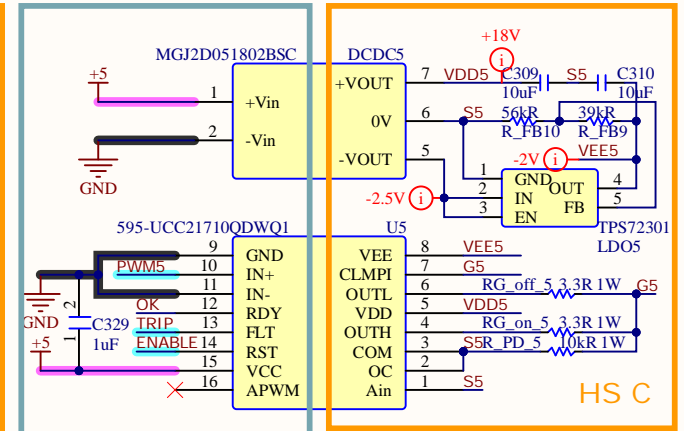 +18V
MGJ2D051802BSC DCDC5
+5
1 +Vin
+VOUT 7 VDD5 C309 S5 C310
10uF 10uF
0V 6 S5 56kR 39kR
R_FB10 R_FB9
2 -Vin
-VOUT 5
-2V VEE5
GND
1 GND OUT 4
-2.5V 2 IN
3 EN FB 5
TPS72301
LDO5
595-UCC21710QDWQ1 U5
9 GND VEE 8 VEE5
PWM5 10 IN+ CLMPI 7 G5
11 IN- OUTL 6 RG_off_5 3.3R 1W G5
OK 12 RDY VDD 5 VDD5
GND 2 C329 TRIP 13 FLT OUTH 4 RG_on_5 3.3R 1W
+5 1 1uF ENABLE 14 RST COM 3 S5 R_PD_5 10kR 1W
15 VCC OC 2
16 APWM Ain 1 S5
HS C